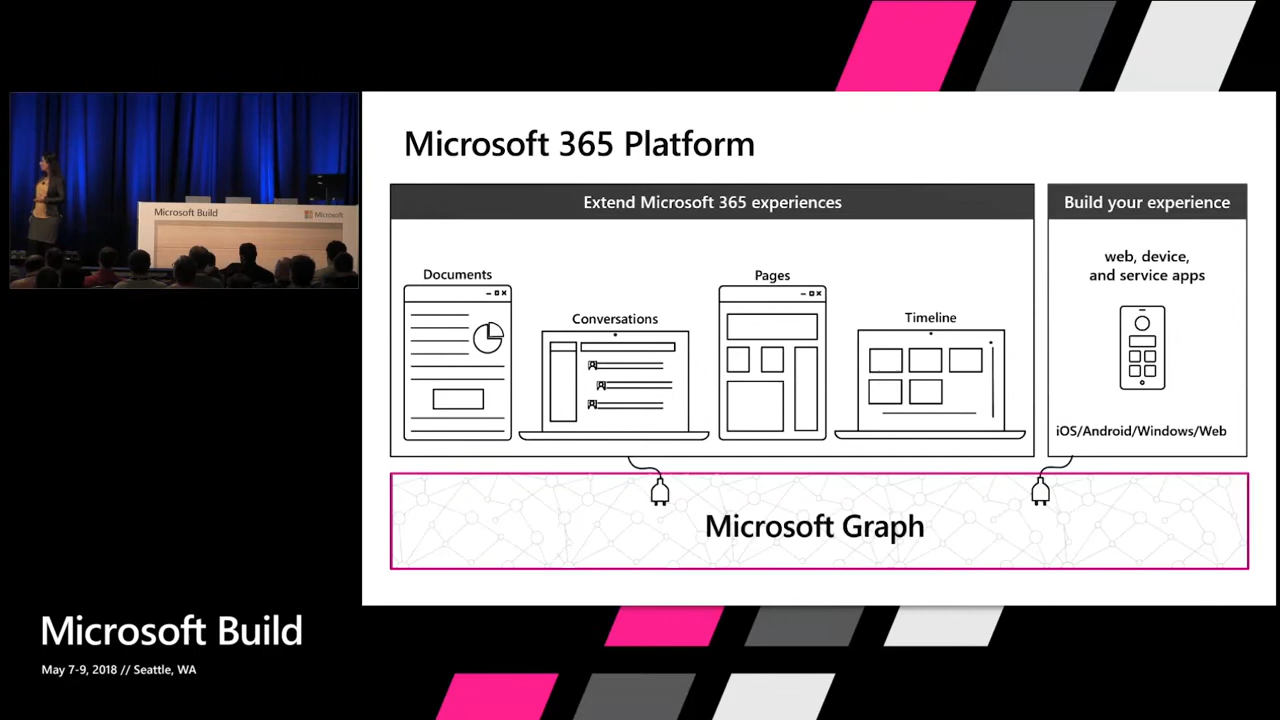 Microsoft 365 Platform
Extend Microsoft 365 experiences
Build your experience
web, device,
and service apps
Documents
Conversations
Pages
Timeline
iOS/Android/Windows/Web
Microsoft Graph
Microsoft Build
Microsoft
Microsoft Build
May 7-9, 2018 // Seattle, WA